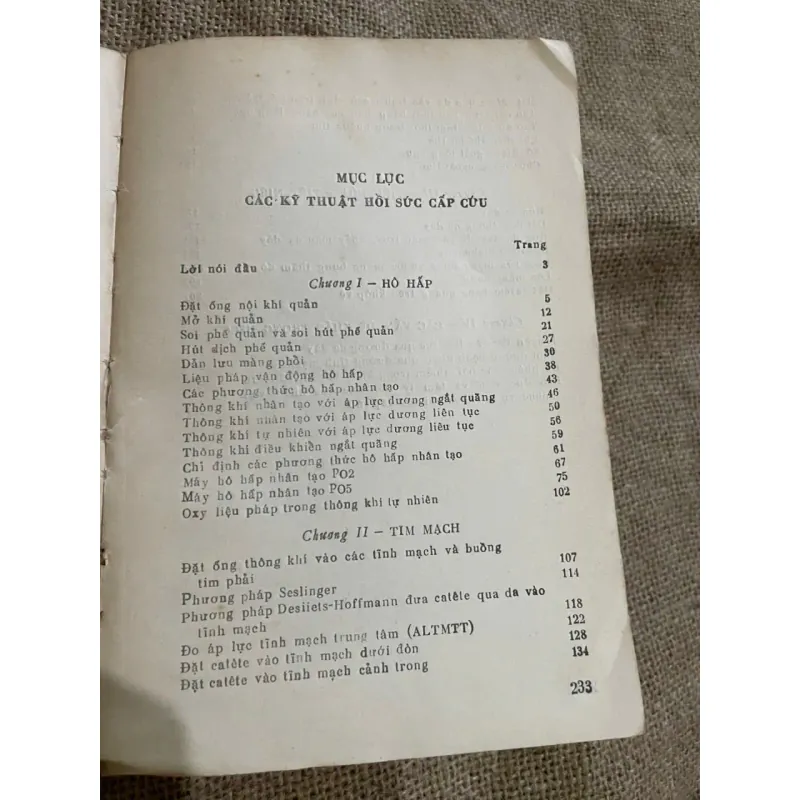 MỤC LỤC
CÁC KỸ THUẬT HỒI SỨC CẤP CỨU
Trang
Lời nói đầu 3
Chương I — HÔ HẤP
Đặt ống nội khí quản 5
Mở khí quản 12
Soi phế quản và soi hút phế quản 21
Hút dịch phế quản 27
Dẫn lưu màng phổi 30
Liệu pháp vận động hô hấp 38
Các phương thức hô hấp nhân tạo 43
Thông khí nhân tạo với áp lực dương ngắt quãng 46
Thông khí nhân tạo với áp lực dương liên tục 50
Thông khí tự nhiên với áp lực dương liêu tục 56
Thông khí điều khiển ngắt quãng 59
Chỉ định các phương thức hô hấp nhân tạo 61
Máy hô hấp nhân tạo PO2 67
Máy hô hấp nhân tạo PO5 75
Oxy liệu pháp trong thông khí tự nhiên 102
Chương II — TIM MẠCH
Đặt ống thông khí vào các tĩnh mạch và buồng
tim phải 107
Phương pháp Seslinger 114
Phương pháp Desiiets-Hoffmann đưa catête qua da vào
tĩnh mạch 118
Đo áp lực tĩnh mạch trung tâm (ALTMTT) 122
Đặt catête vào tĩnh mạch dưới đòn 128
Đặt catête vào tĩnh mạch cảnh trong 134
233